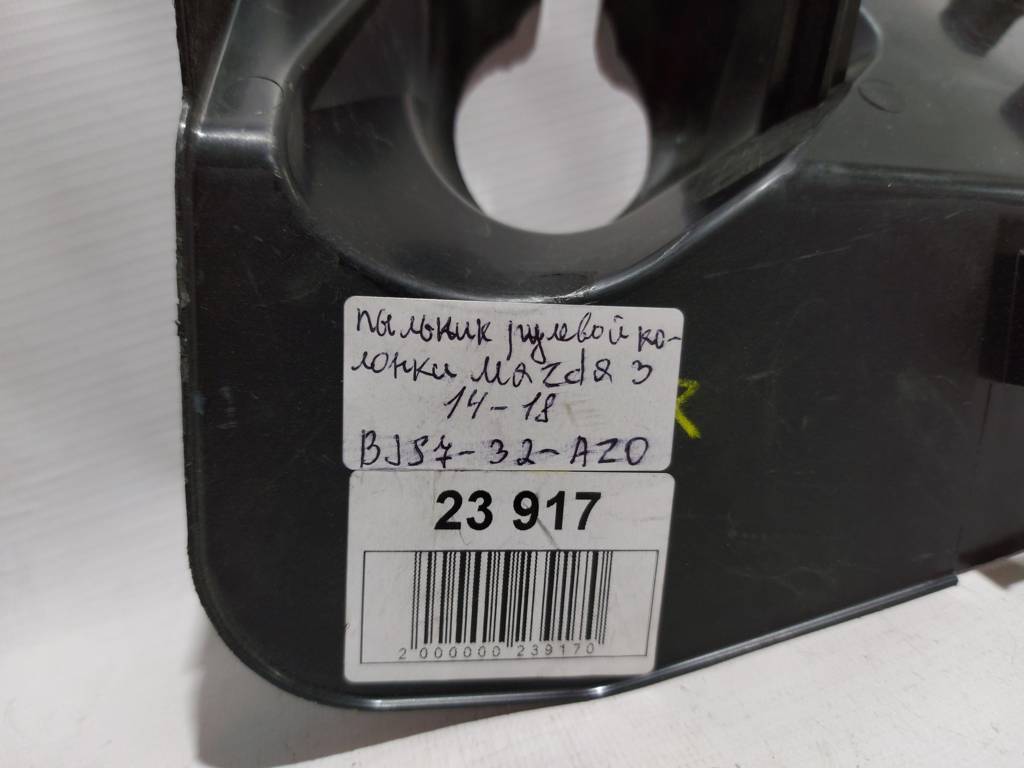 пыльник рулевой ко-
лонки Mazda 3
14-18
BJS7-32-AZ0
23 917
2 000000 239170